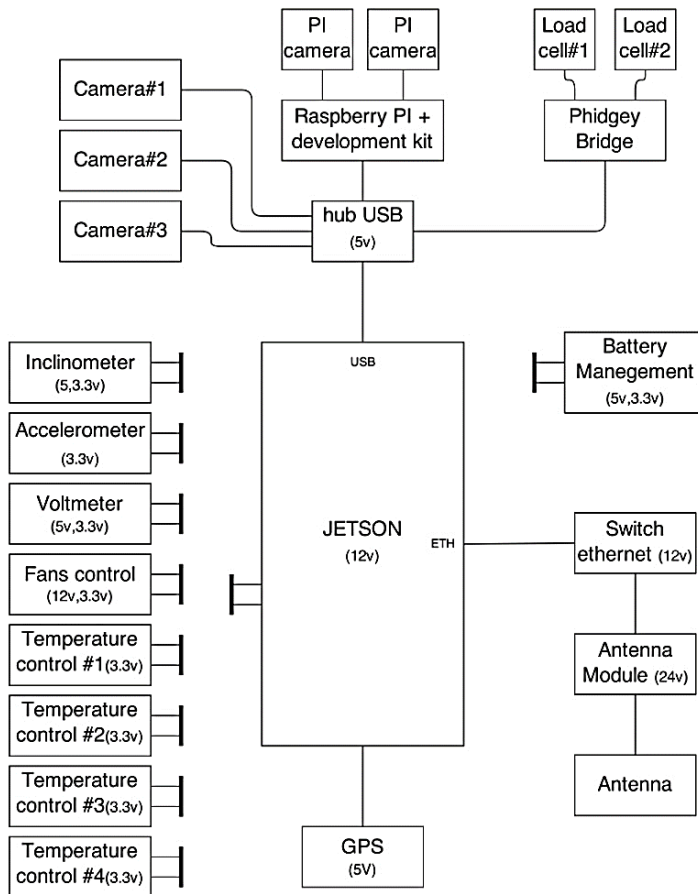 PI
camera
PI
camera
Load
cell#1
Load
cell#2
Camera#1
Raspberry PI +
development kit
Phidgey
Bridge
Camera#2
Camera#3
hub USB
(5v)
USB
Inclinometer
(5,3.3v)
Battery
Manegement
(5v,3.3v)
Accelerometer
(3.3v)
Voltmeter
(5v,3.3v)
JETSON
(12v)
ETH
Switch
ethernet (12v)
Fans control
(12v,3.3v)
Temperature
control #1(3.3v)
Antenna
Module (24v)
Temperature
control #2(3.3v)
Temperature
control #3(3.3v)
Antenna
GPS
(5V)
Temperature
control #4(3.3v)